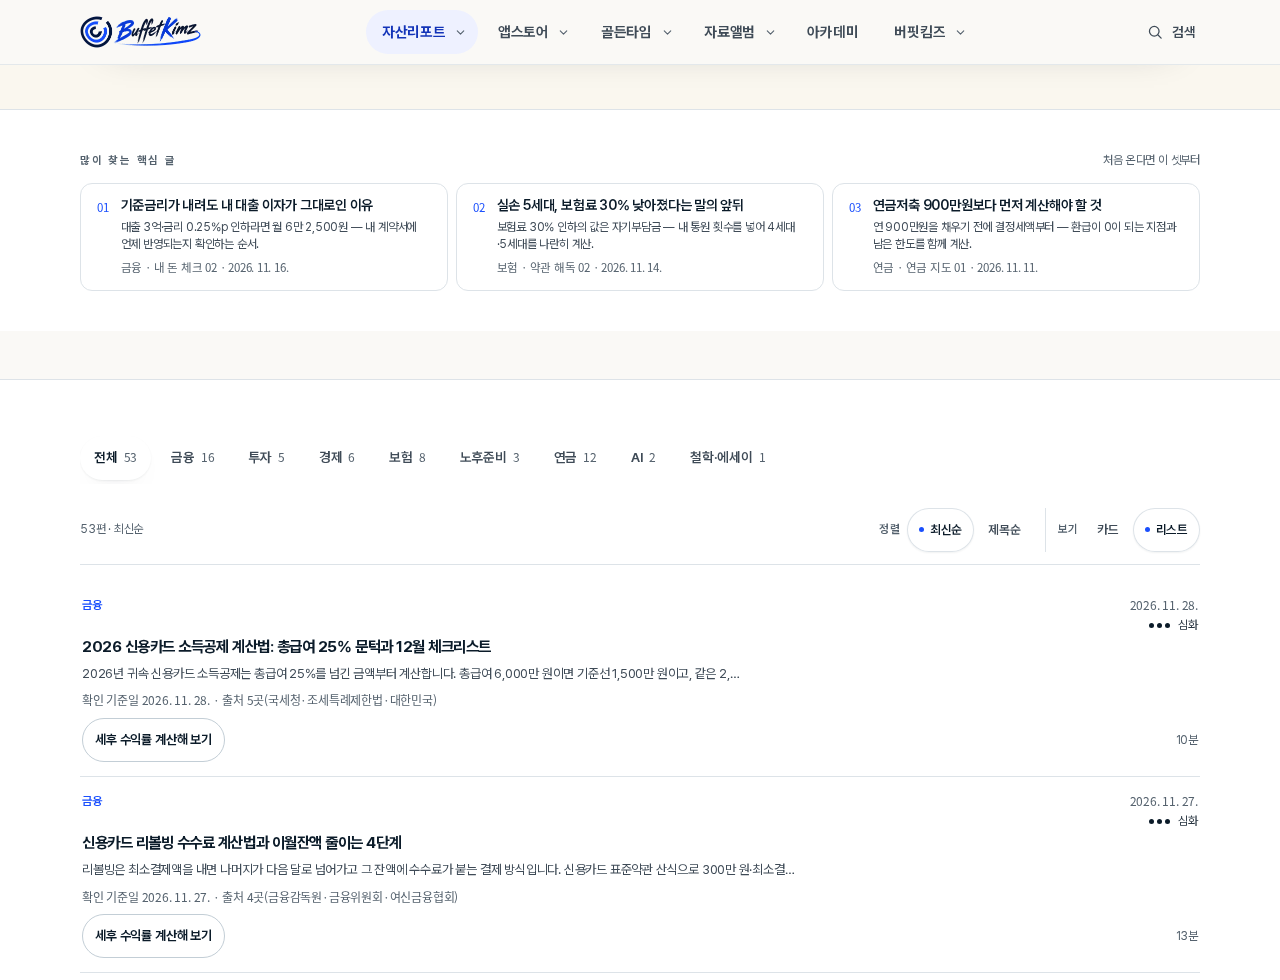 BuffetKimz
자산리포트 앱스토어 골든타임 자료앨범 아카데미 버핏킴즈 검색
많이 찾는 핵심 글
처음 온다면 이 셋부터
01 기준금리가 내려도 내 대출 이자가 그대로인 이유
대출 3억·금리 0.25%p 인하라면 월 6만 2,500원 — 내 계약서에
언제 반영되는지 확인하는 순서.
금융 · 내 돈 체크 02 · 2026. 11. 16.
02 실손 5세대, 보험료 30% 낮아졌다는 말의 앞뒤
보험료 30% 인하의 값은 자기부담금 — 내 통원 횟수를 넣어 4세대
·5세대를 나란히 계산.
보험 · 약관 해독 02 · 2026. 11. 14.
03 연금저축 900만원보다 먼저 계산해야 할 것
연 900만원을 채우기 전에 결정세액부터 — 환급이 0이 되는 지점과
남은 한도를 함께 계산.
연금 · 연금 지도 01 · 2026. 11. 11.
전체 53 금융 16 투자 5 경제 6 보험 8 노후준비 3 연금 12 AI 2 철학·에세이 1
53편 · 최신순
정렬 최신순 제목순 보기 카드 리스트
금융
2026. 11. 28.
심화
2026 신용카드 소득공제 계산법: 총급여 25% 문턱과 12월 체크리스트
2026년 귀속 신용카드 소득공제는 총급여 25%를 넘긴 금액부터 계산합니다. 총급여 6,000만 원이면 기준선 1,500만 원이고, 같은 2,…
확인 기준일 2026. 11. 28. · 출처 5곳(국세청 · 조세특례제한법 · 대한민국)
세후 수익률 계산해 보기
10분
금융
2026. 11. 27.
심화
신용카드 리볼빙 수수료 계산법과 이월잔액 줄이는 4단계
리볼빙은 최소결제액을 내면 나머지가 다음 달로 넘어가고 그 잔액에 수수료가 붙는 결제 방식입니다. 신용카드 표준약관 산식으로 300만 원·최소결…
확인 기준일 2026. 11. 27. · 출처 4곳(금융감독원 · 금융위원회 · 여신금융협회)
세후 수익률 계산해 보기
13분